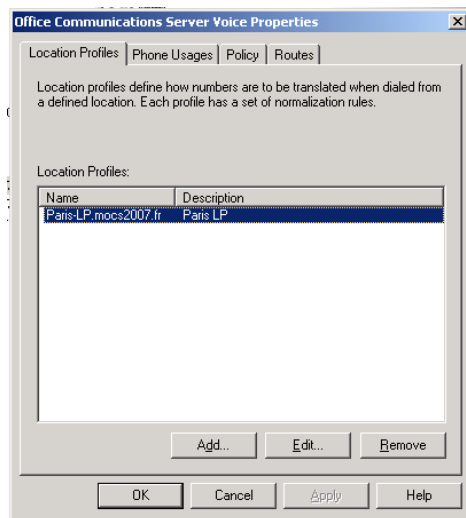 Office Communications Server Voice Properties
Location Profiles Phone Usages Policy Routes
Location profiles define how numbers are to be translated when dialed from
a defined location. Each profile has a set of normalization rules.
Location Profiles:
Name Description
Paris-LP.mocs2007.fr Paris LP
Add... Edit... Remove
OK Cancel Apply Help